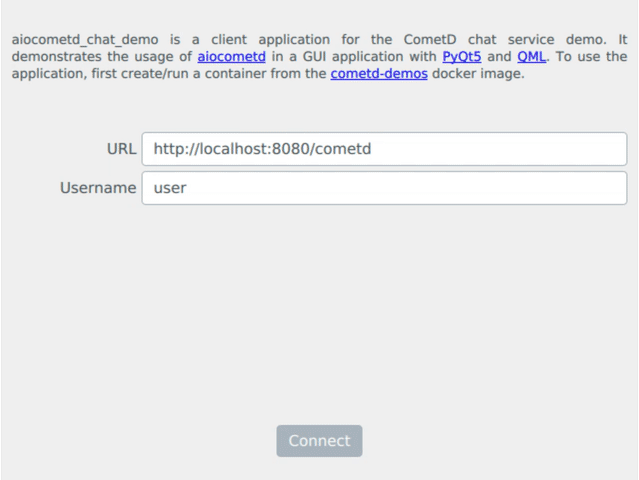 aiocometd_chat_demo is a client application for the CometD chat service demo. It
demonstrates the usage of aiocometd in a GUI application with PyQt5 and QML. To use the
application, first create/run a container from the cometd-demos docker image.
URL http://localhost:8080/cometd
Username user
Connect